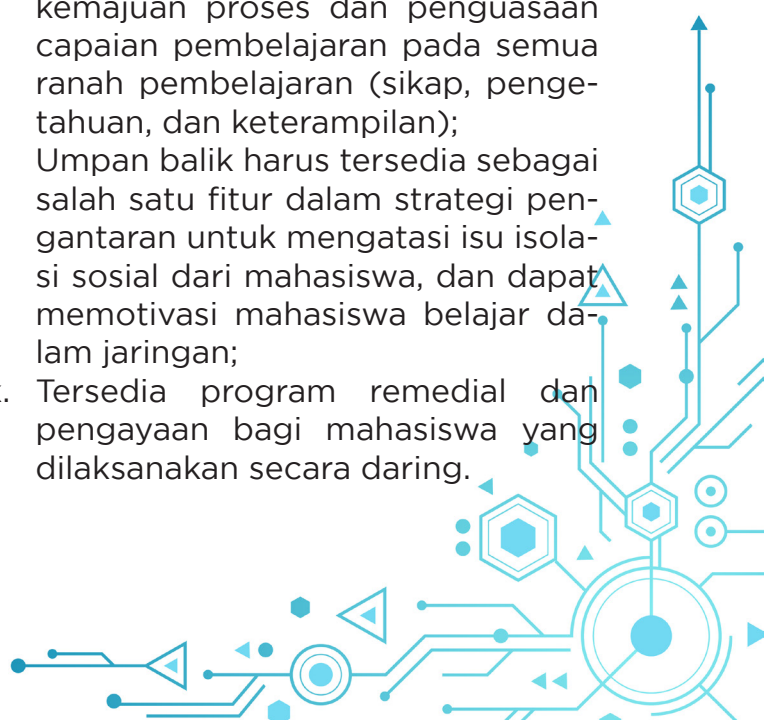 kemajuan proses dan penguasaan
capaian pembelajaran pada semua
ranah pembelajaran (sikap, penge-
tahuan, dan keterampilan);
Umpan balik harus tersedia sebagai
salah satu fitur dalam strategi pen-
gantaran untuk mengatasi isu isola-
si sosial dari mahasiswa, dan dapat
memotivasi mahasiswa belajar da-
lam jaringan;
Tersedia program remedial dan
pengayaan bagi mahasiswa yang
dilaksanakan secara daring.